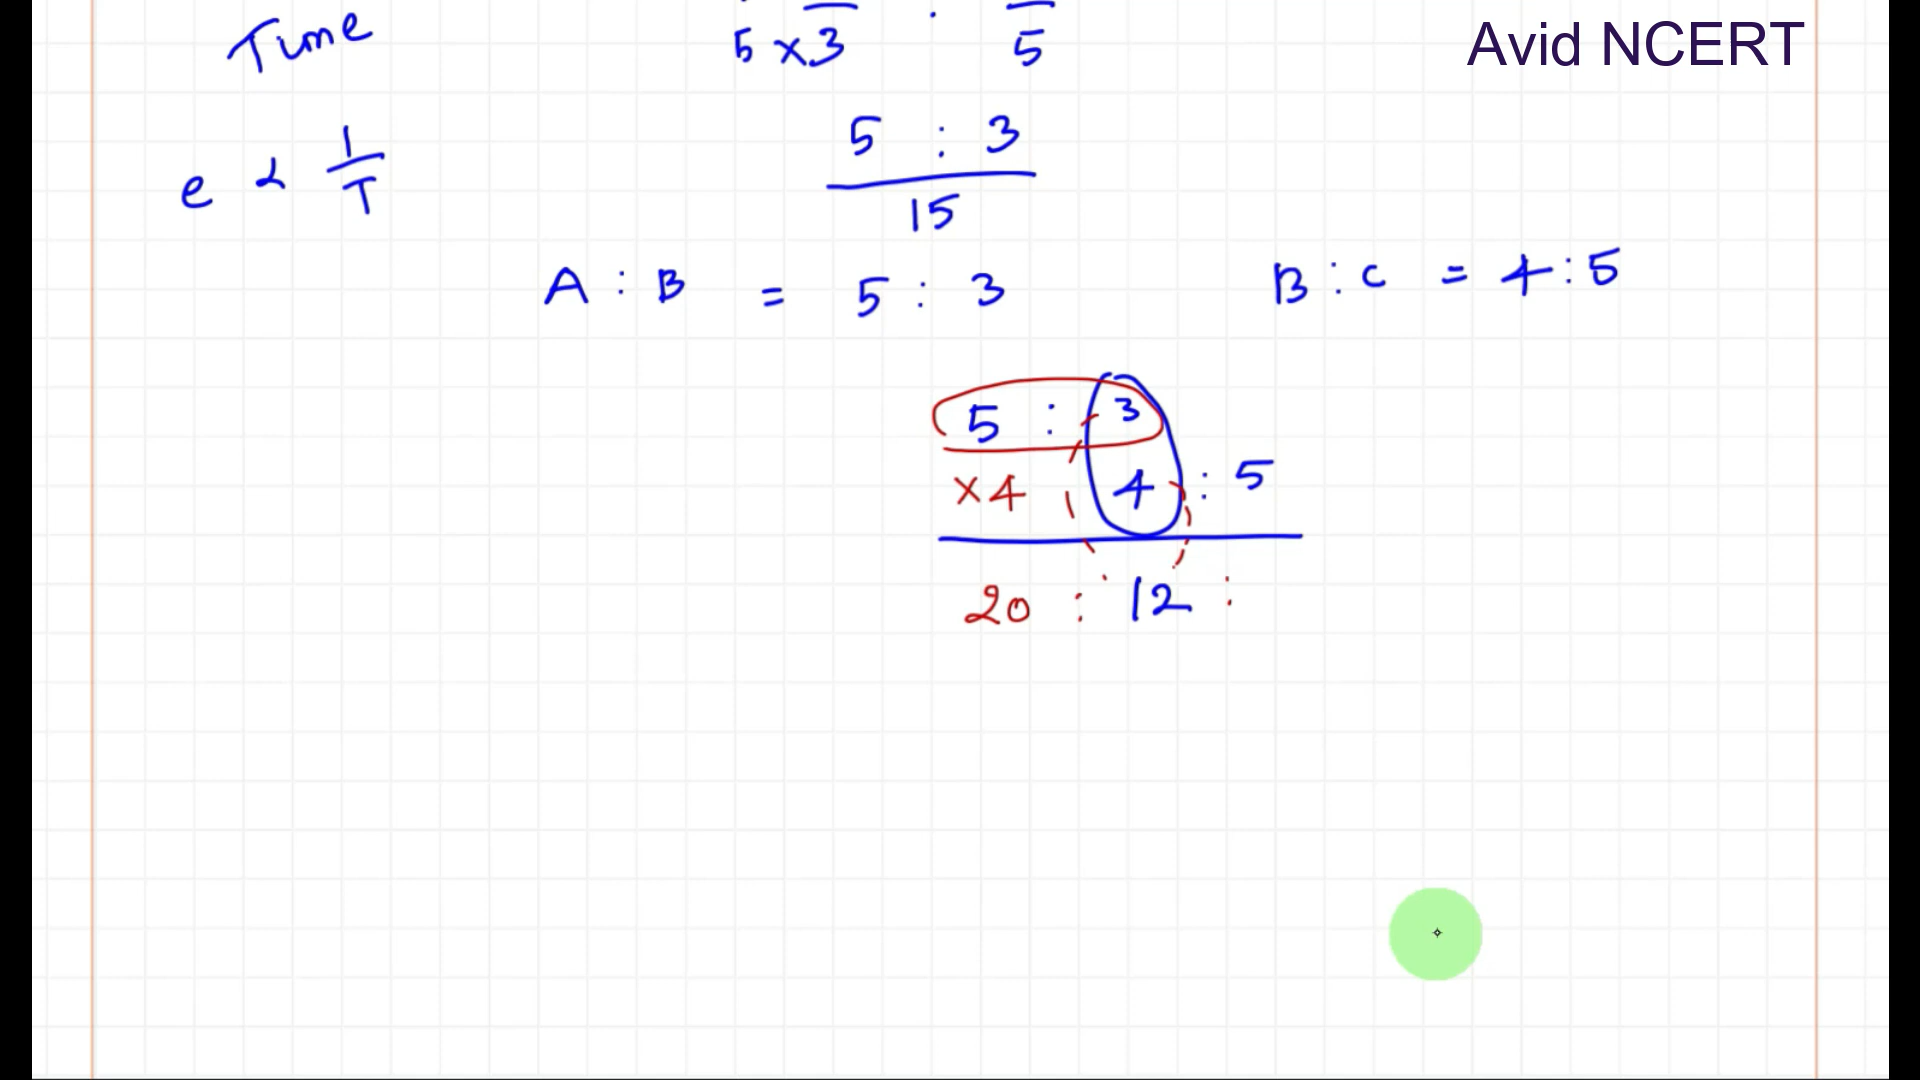 Time
5 × 3 : 5
Avid NCERT
e ∝ 1/T
5 : 3
15
A : B = 5 : 3
B : C = 4 : 5
5 : 3
×4 4 : 5
20 : 12 :